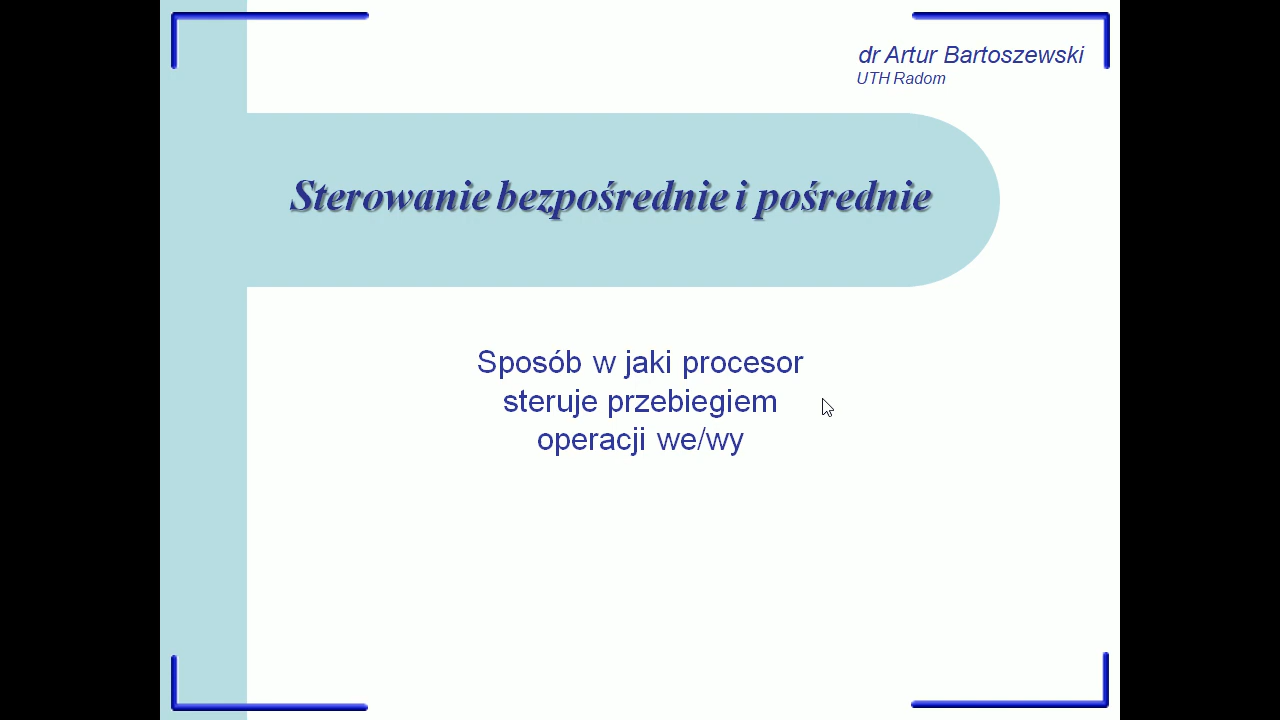 dr Artur Bartoszewski
UTH Radom
Sterowanie bezpośrednie i pośrednie
Sposób w jaki procesor
steruje przebiegiem
operacji we/wy